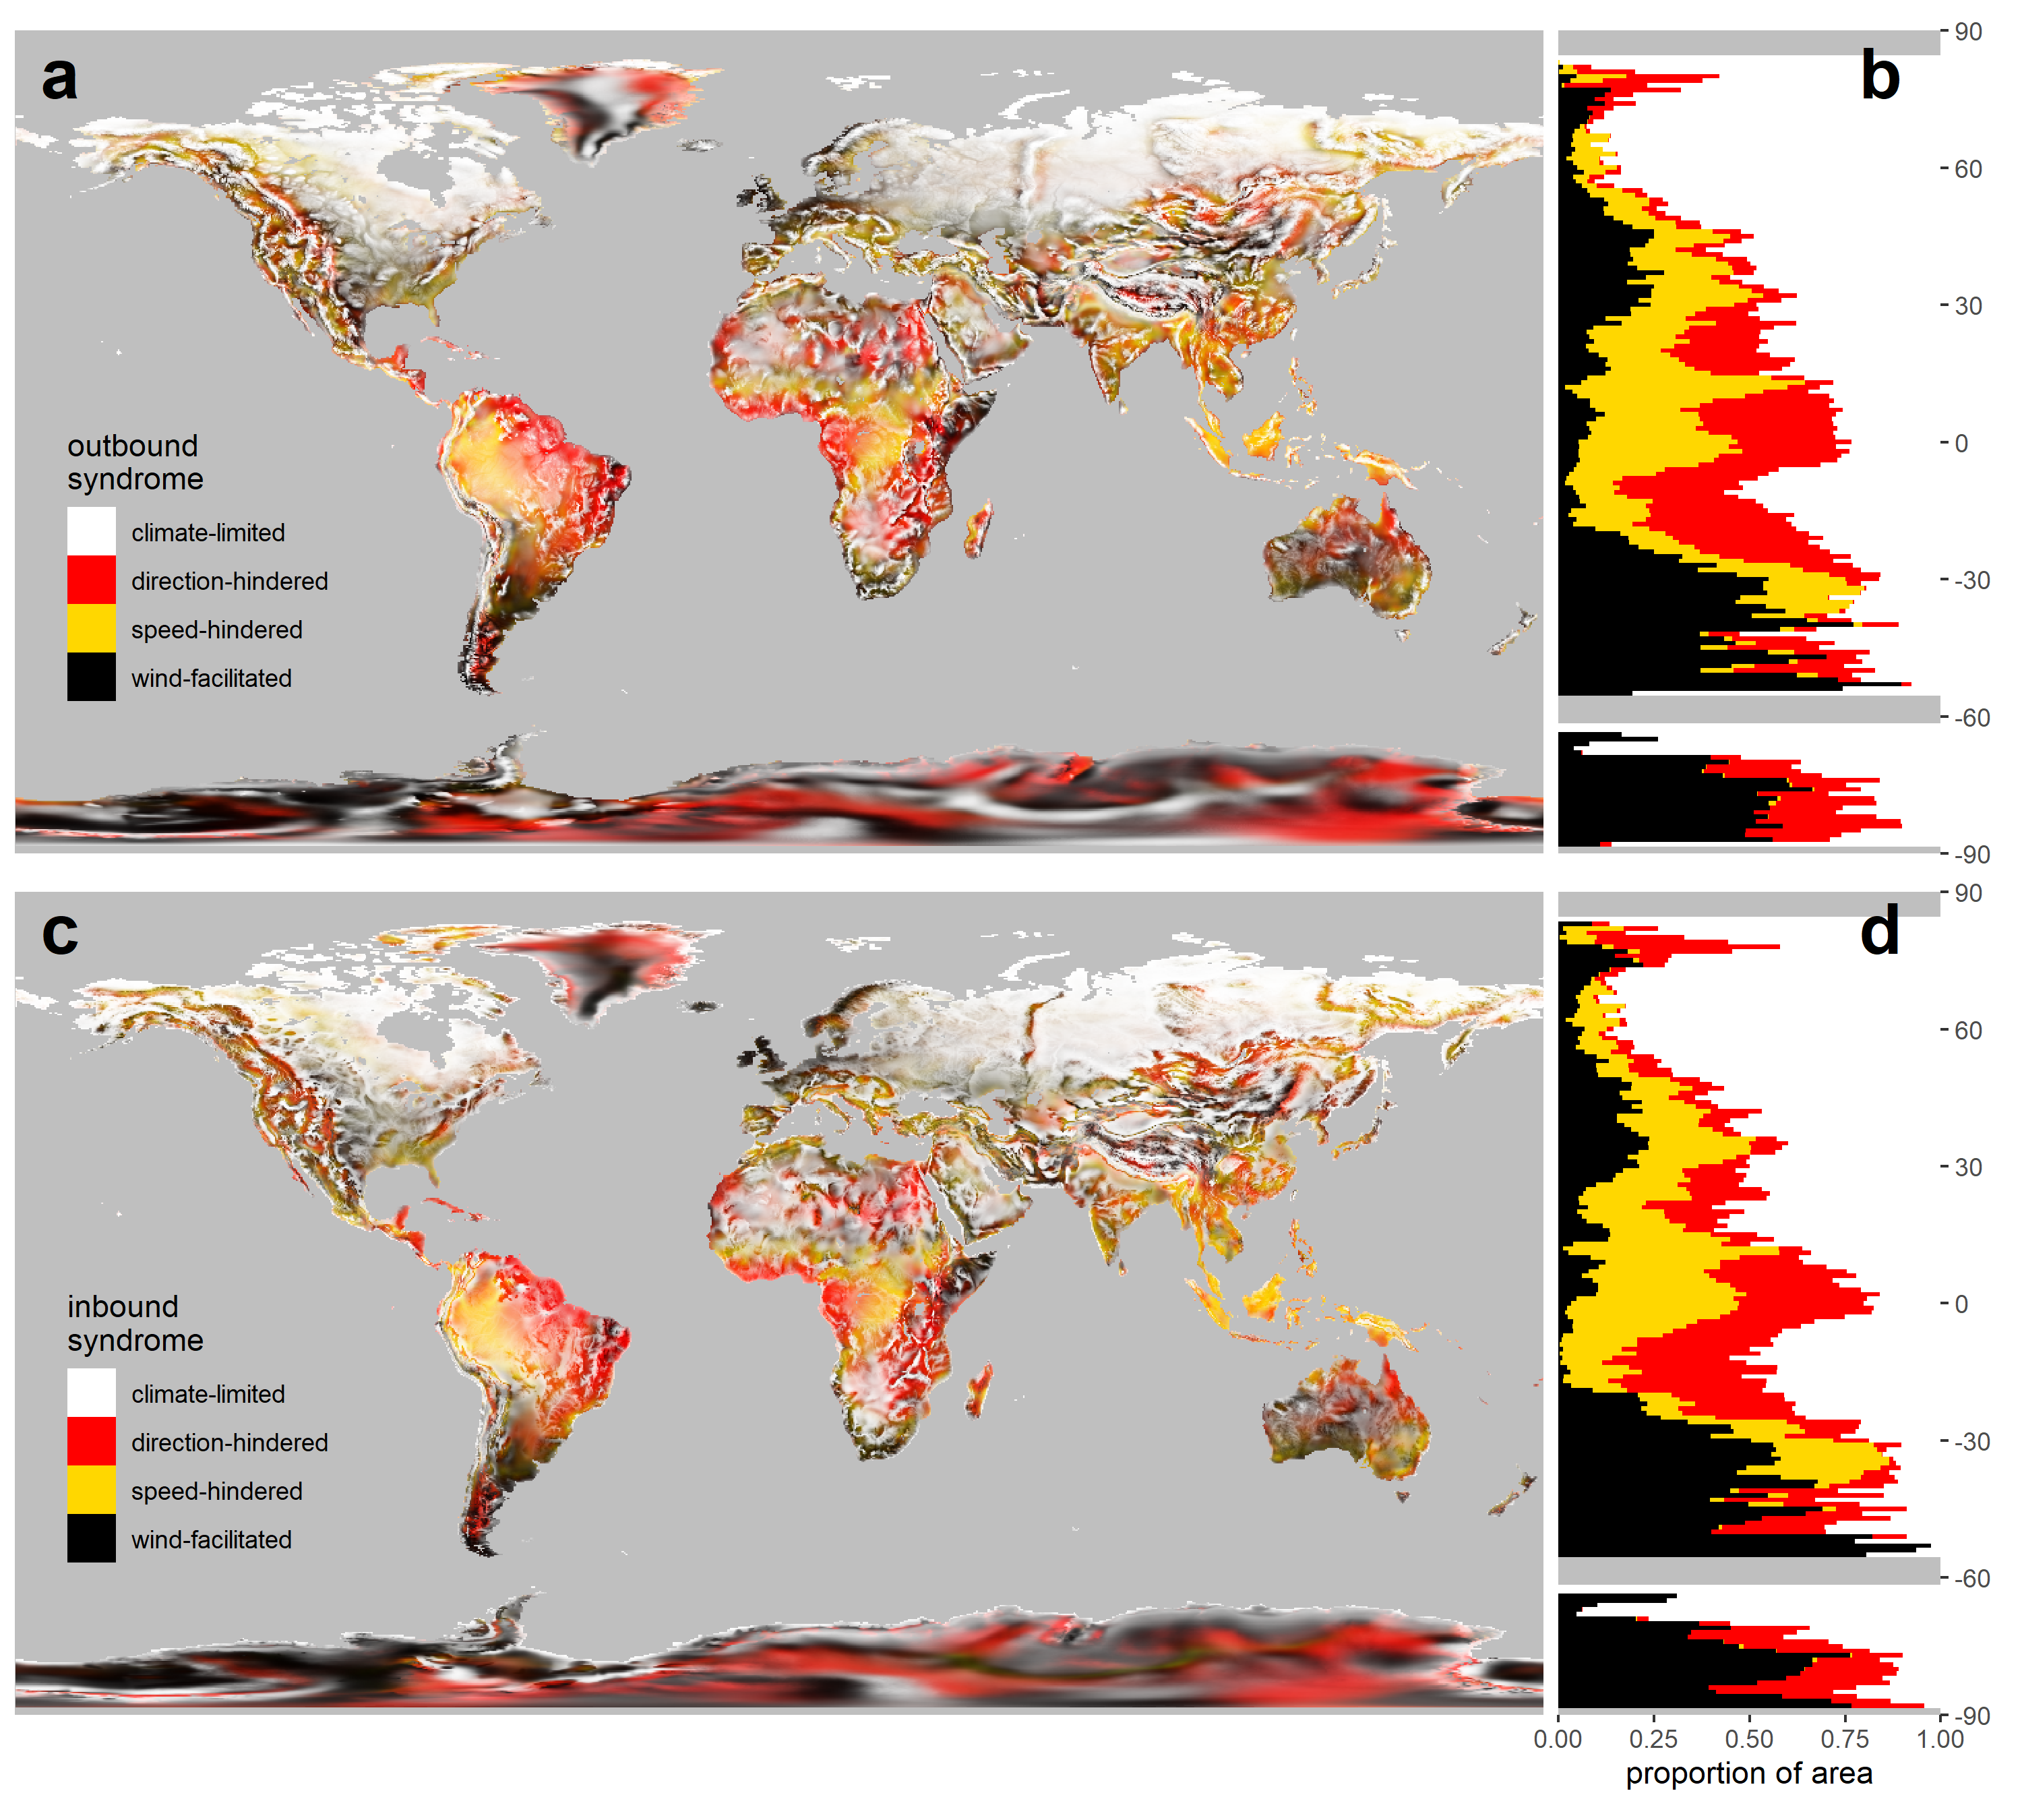 a
outbound
syndrome
climate-limited
direction-hindered
speed-hindered
wind-facilitated
b
90
60
30
0
-30
-60
-90
c
inbound
syndrome
climate-limited
direction-hindered
speed-hindered
wind-facilitated
d
90
60
30
0
-30
-60
-90
0.00 0.25 0.50 0.75 1.00
proportion of area